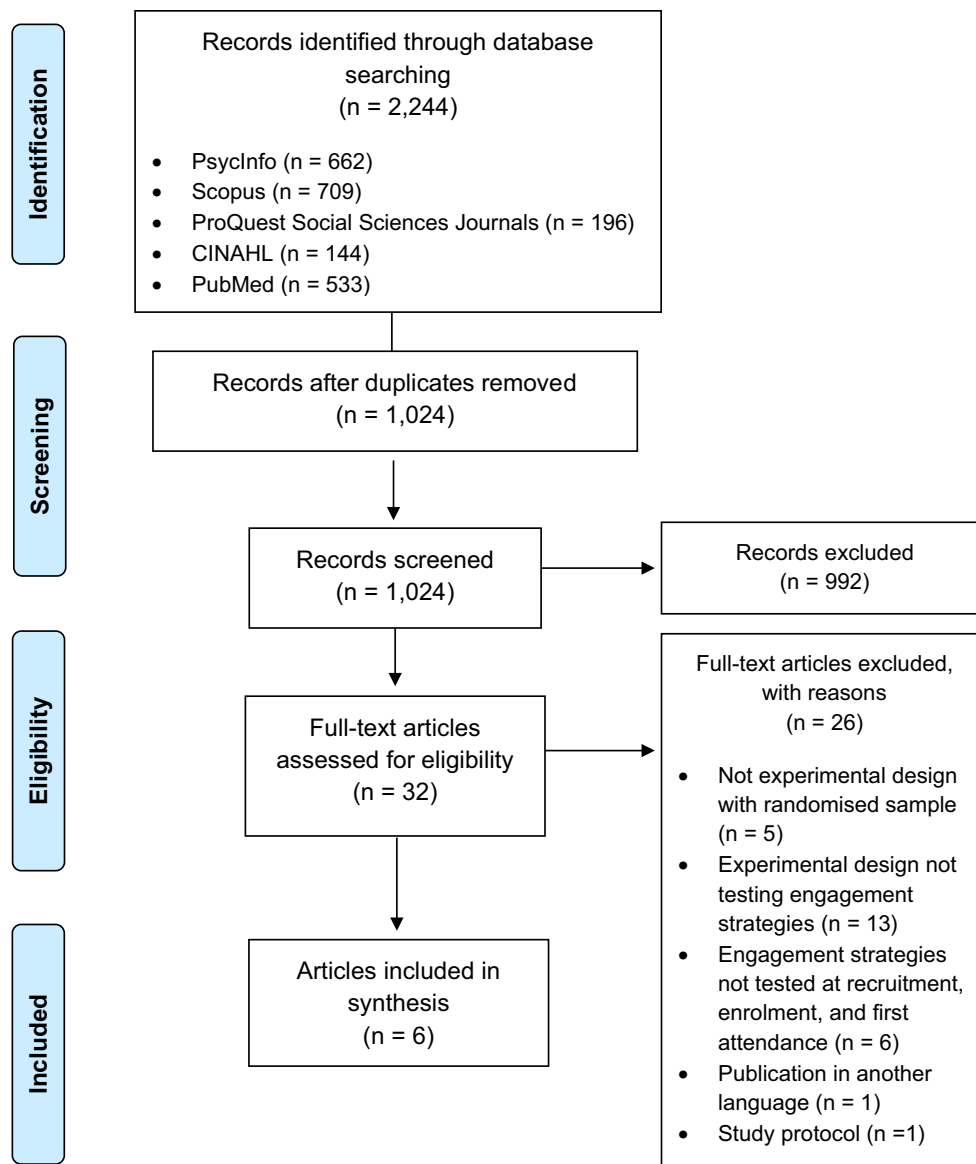 Identification
Records identified through database
searching
(n = 2,244)
• PsycInfo (n = 662)
• Scopus (n = 709)
• ProQuest Social Sciences Journals (n = 196)
• CINAHL (n = 144)
• PubMed (n = 533)
Screening
Records after duplicates removed
(n = 1,024)
Records screened
(n = 1,024)
Records excluded
(n = 992)
Eligibility
Full-text articles
assessed for eligibility
(n = 32)
Full-text articles excluded,
with reasons
(n = 26)
• Not experimental design
with randomised sample
(n = 5)
• Experimental design not
testing engagement
strategies (n = 13)
• Engagement strategies
not tested at recruitment,
enrolment, and first
attendance (n = 6)
• Publication in another
language (n = 1)
• Study protocol (n =1)
Included
Articles included in
synthesis
(n = 6)